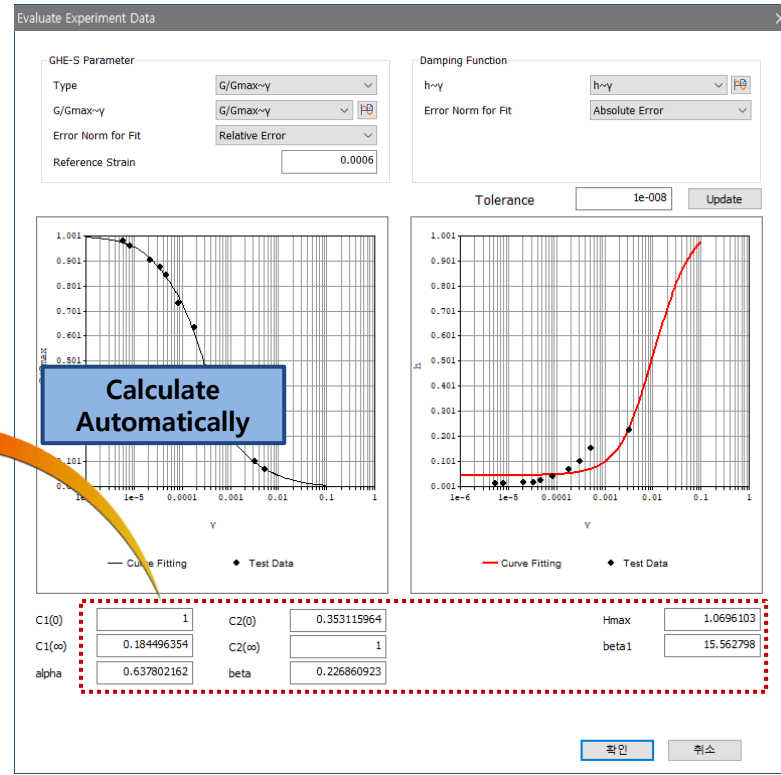 Evaluate Experiment Data
GHE-S Parameter
Type
G/Gmax~γ
G/Gmax~γ
G/Gmax~γ
Error Norm for Fit
Relative Error
Reference Strain
0.0006
Damping Function
h~γ
h~γ
Error Norm for Fit
Absolute Error
Tolerance
1e-008
Update
1.001
0.901
0.801
0.701
0.601
0.501
Calculate
Automatically
0.101
1e-5
0.0001
0.001
0.01
0.1
1
γ
Curve Fitting
Test Data
1.001
0.901
0.801
0.701
0.601
0.501
0.401
0.301
0.201
0.101
0.001
h
1e-6
1e-5
0.0001
0.001
0.01
0.1
1
γ
Curve Fitting
Test Data
C1(0)
1
C2(0)
0.353115964
Hmax
1.0696103
C1(∞)
0.184496354
C2(∞)
1
beta1
15.562798
alpha
0.637802162
beta
0.226860923
확인
취소